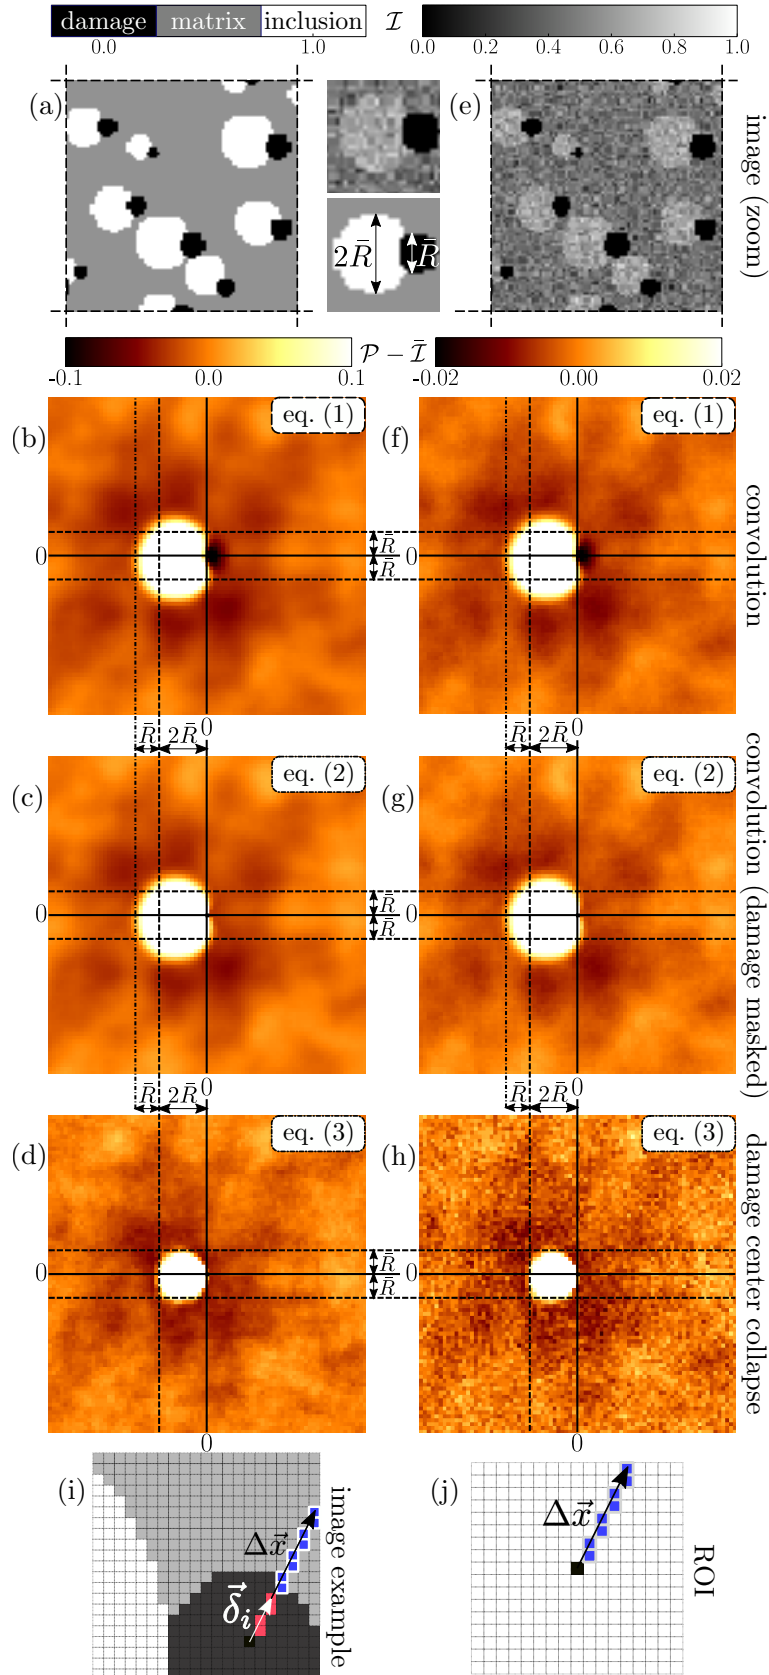 damage matrix inclusion
0.0 1.0
𝓘
0.0 0.2 0.4 0.6 0.8 1.0
(a)
2R̄
R̄
(e)
image (zoom)
-0.1 0.0 0.1
𝒫 − 𝓘̄
-0.02 0.00 0.02
(b)
eq. (1)
0
R̄
R̄
(f)
eq. (1)
0
convolution
0
R̄ 2R̄
0
R̄ 2R̄
(c)
eq. (2)
0
R̄
R̄
(g)
eq. (2)
0
convolution (damage masked)
0
R̄ 2R̄
0
R̄ 2R̄
(d)
eq. (3)
0
R̄
R̄
(h)
eq. (3)
0
damage center collapse
0
0
(i)
Δx⃗
δ⃗ᵢ
image example
(j)
Δx⃗
ROI